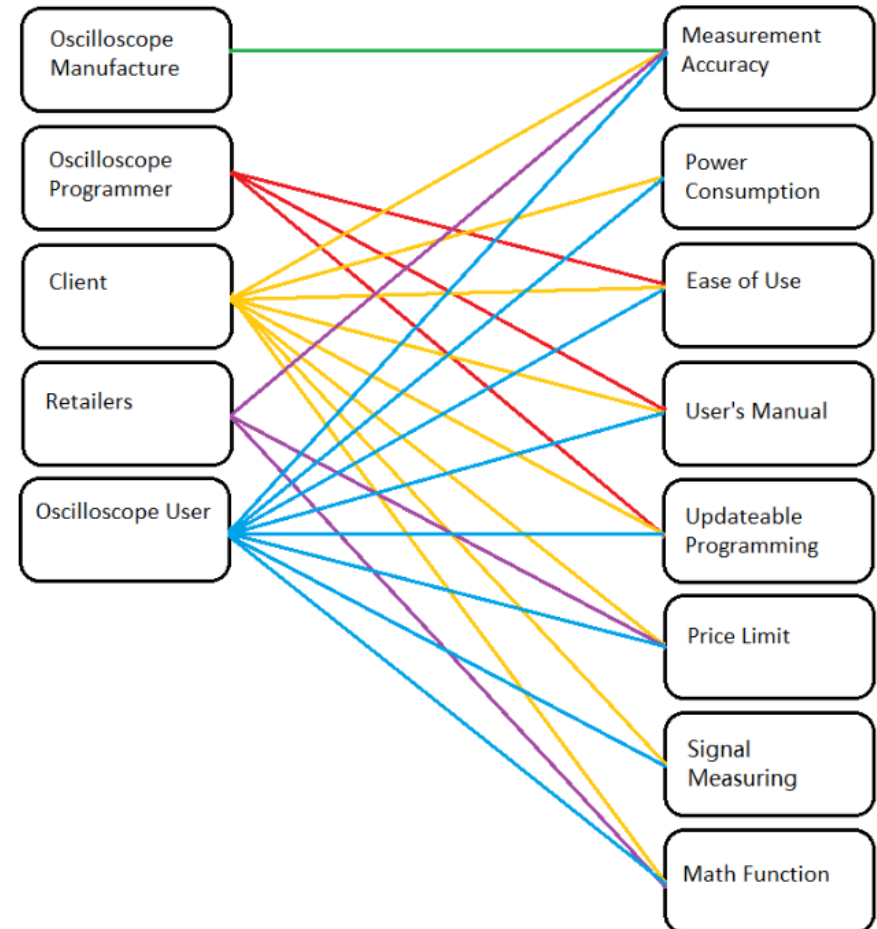 Oscilloscope
Manufacture
Oscilloscope
Programmer
Client
Retailers
Oscilloscope User
Measurement
Accuracy
Power
Consumption
Ease of Use
User's Manual
Updateable
Programming
Price Limit
Signal
Measuring
Math Function